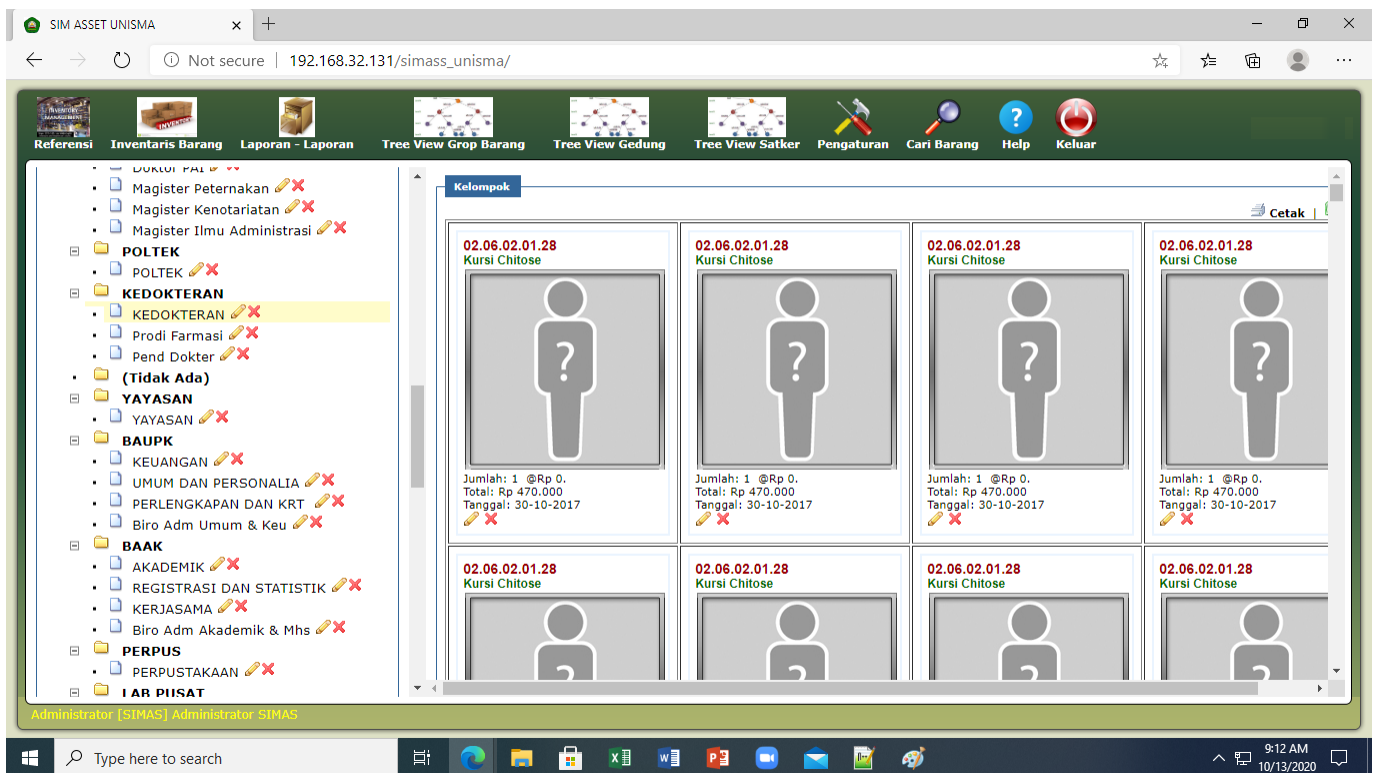 SIM ASSET UNISMA
Not secure | 192.168.32.131/simass_unisma/
INVENTORY
MANAGEMENT
Referensi Inventaris Barang Laporan - Laporan Tree View Grop Barang Tree View Gedung Tree View Satker Pengaturan Cari Barang Help Keluar
Doktor PAI
Magister Peternakan
Magister Kenotariatan
Magister Ilmu Administrasi
POLTEK
POLTEK
KEDOKTERAN
KEDOKTERAN
Prodi Farmasi
Pend Dokter
(Tidak Ada)
YAYASAN
YAYASAN
BAUPK
KEUANGAN
UMUM DAN PERSONALIA
PERLENGKAPAN DAN KRT
Biro Adm Umum & Keu
BAAK
AKADEMIK
REGISTRASI DAN STATISTIK
KERJASAMA
Biro Adm Akademik & Mhs
PERPUS
PERPUSTAKAAN
LAB PUSAT
Kelompok
Cetak |
02.06.02.01.28 02.06.02.01.28 02.06.02.01.28 02.06.02.01.28
Kursi Chitose Kursi Chitose Kursi Chitose Kursi Chitose
? ? ? ?
Jumlah: 1 @Rp 0. Jumlah: 1 @Rp 0. Jumlah: 1 @Rp 0. Jumlah: 1 @Rp 0.
Total: Rp 470.000 Total: Rp 470.000 Total: Rp 470.000 Total: Rp 470.000
Tanggal: 30-10-2017 Tanggal: 30-10-2017 Tanggal: 30-10-2017 Tanggal: 30-10-2017
02.06.02.01.28 02.06.02.01.28 02.06.02.01.28 02.06.02.01.28
Kursi Chitose Kursi Chitose Kursi Chitose Kursi Chitose
? ? ? ?
Administrator [SIMAS] Administrator SIMAS
Type here to search
9:12 AM
10/13/2020